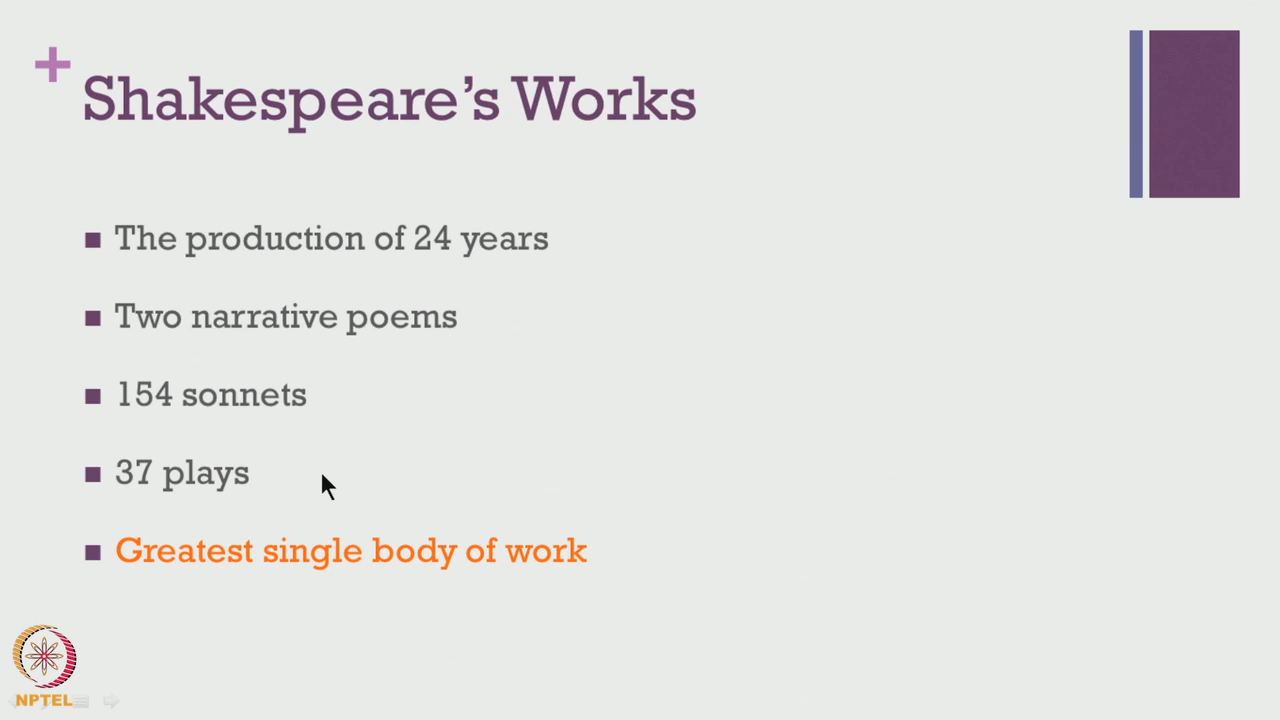 Shakespeare's Works
The production of 24 years
Two narrative poems
154 sonnets
37 plays
Greatest single body of work
NPTEL